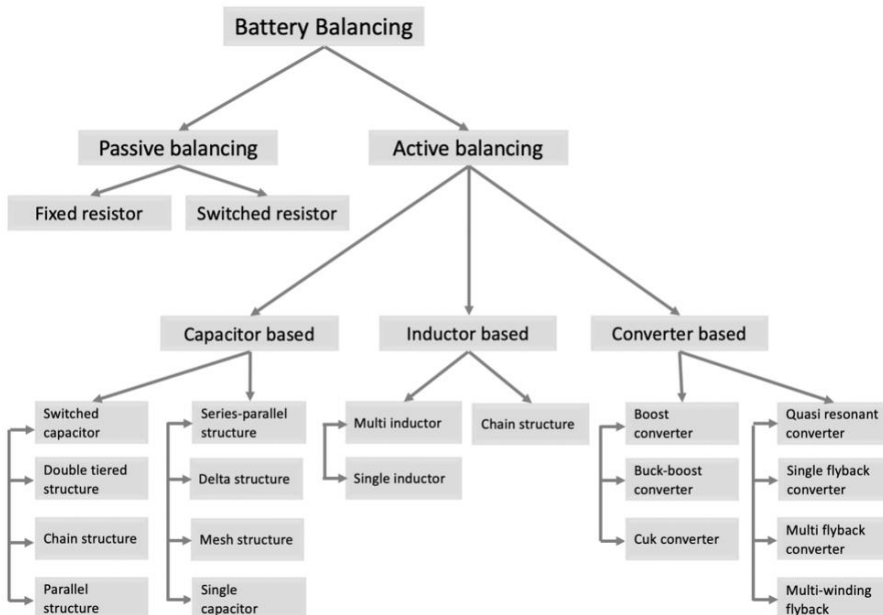 Battery Balancing
Passive balancing
Active balancing
Fixed resistor
Switched resistor
Capacitor based
Inductor based
Converter based
Switched
capacitor
Double tiered
structure
Chain structure
Parallel
structure
Series-parallel
structure
Delta structure
Mesh structure
Single
capacitor
Multi inductor
Single inductor
Chain structure
Boost
converter
Buck-boost
converter
Cuk converter
Quasi resonant
converter
Single flyback
converter
Multi flyback
converter
Multi-winding
flyback